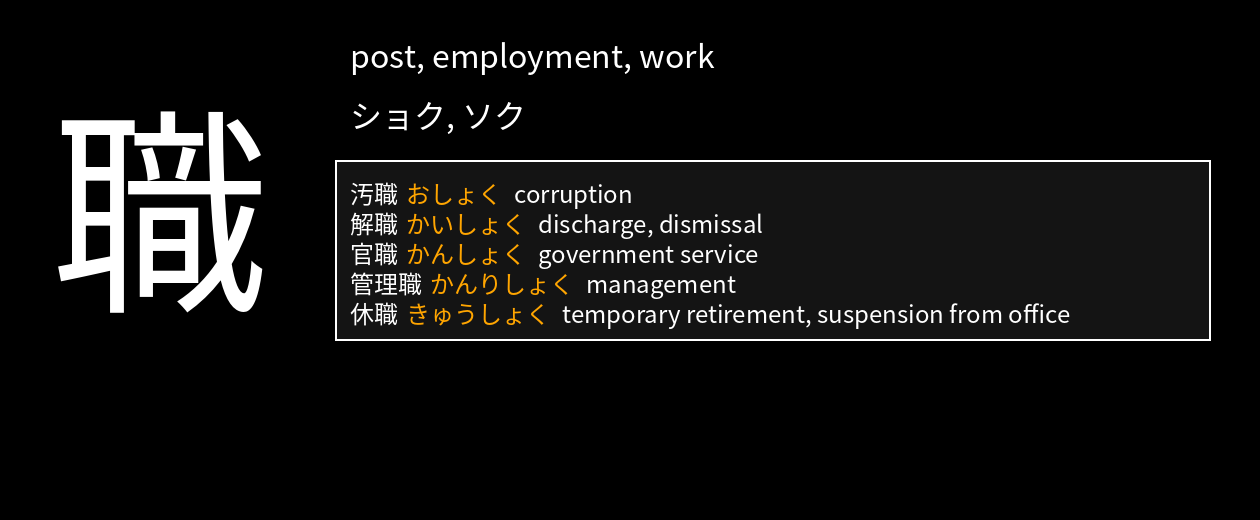 職
post, employment, work
ショク, ソク
汚職 おしょく corruption
解職 かいしょく discharge, dismissal
官職 かんしょく government service
管理職 かんりしょく management
休職 きゅうしょく temporary retirement, suspension from office